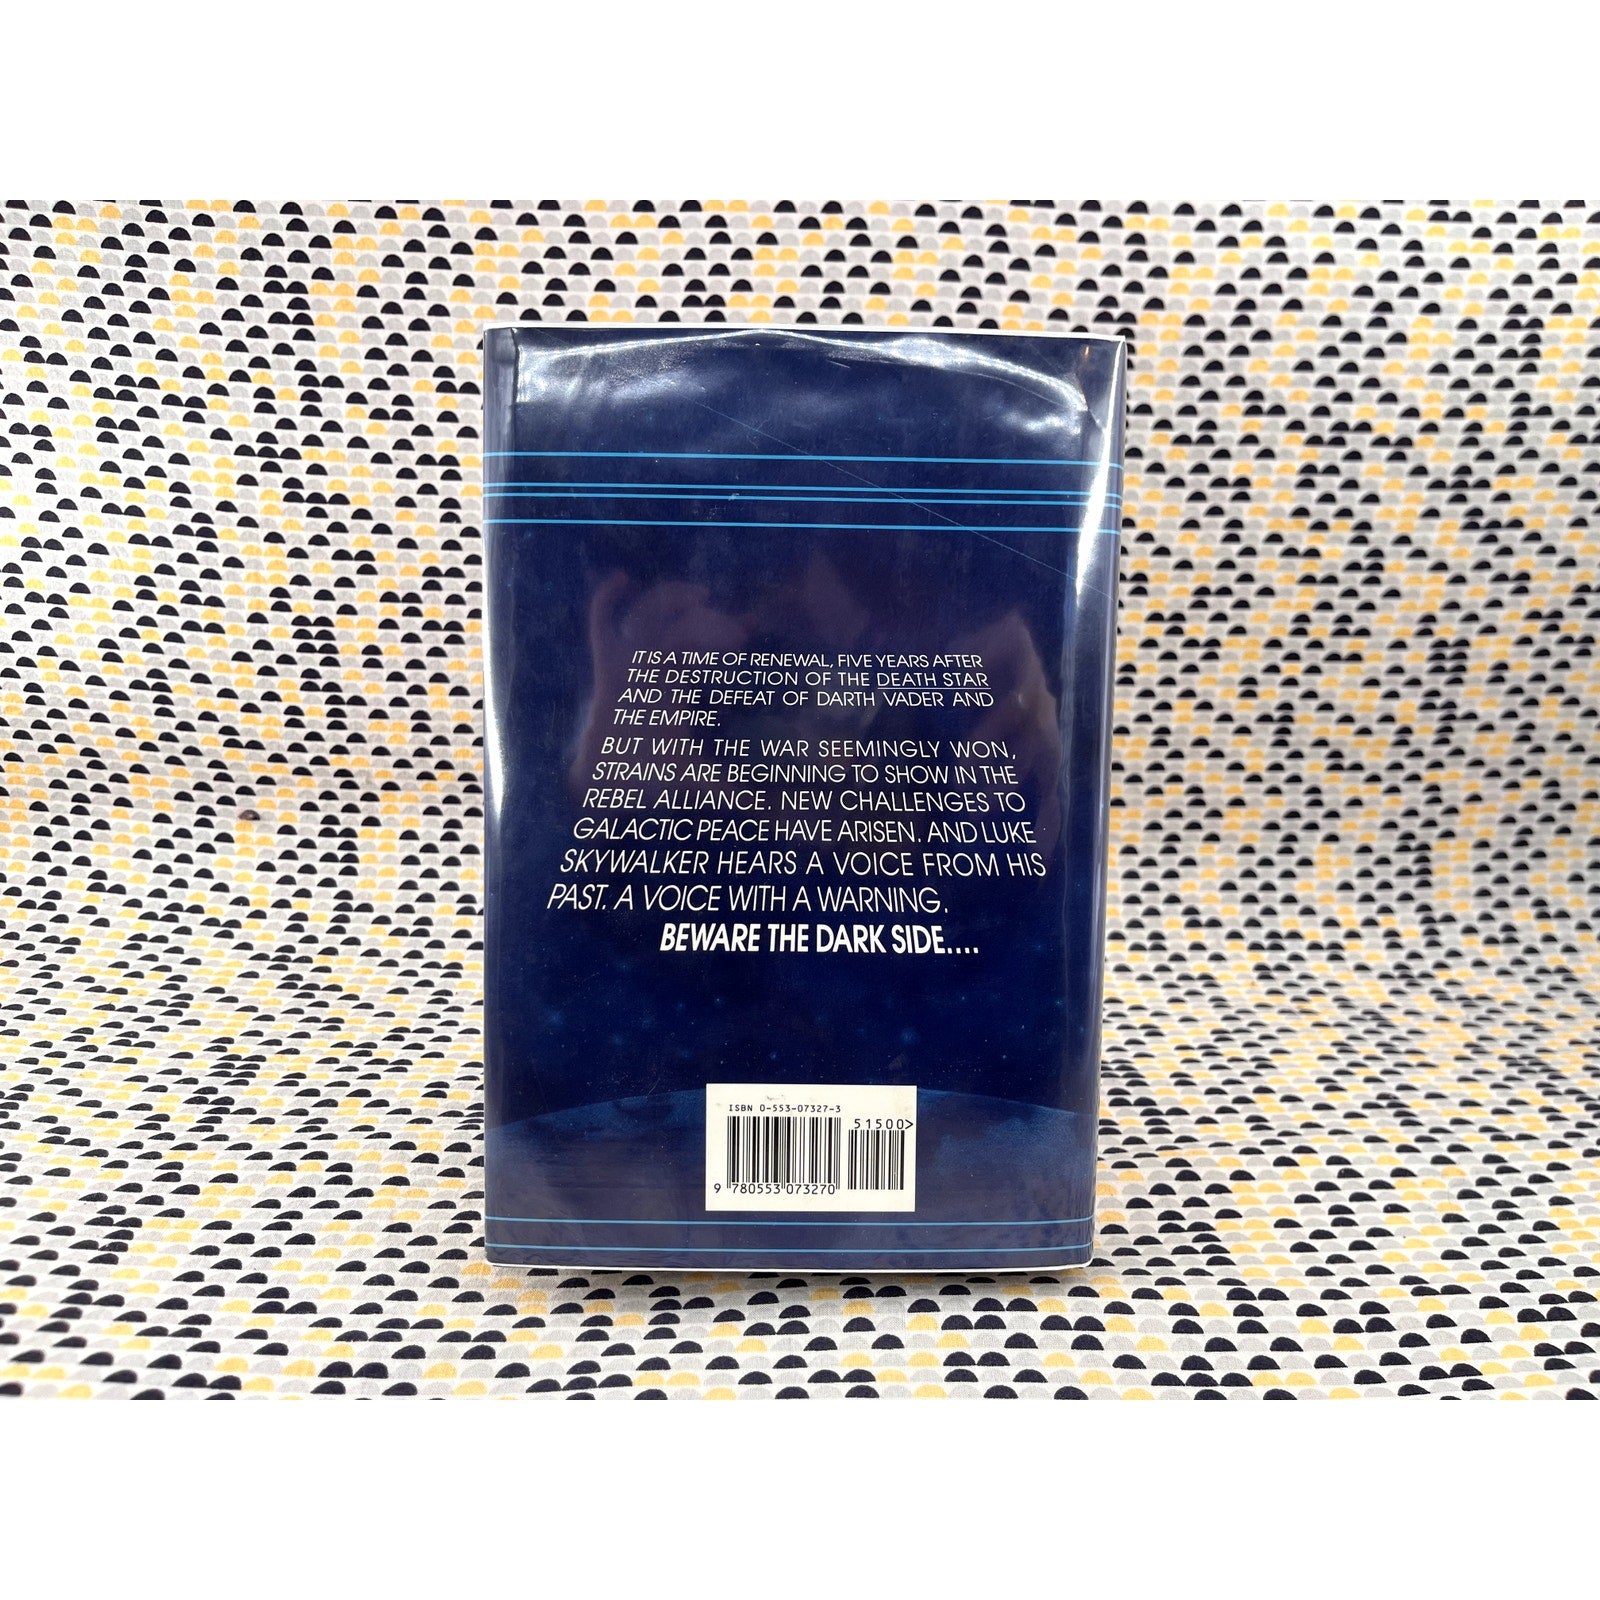 IT IS A TIME OF RENEWAL, FIVE YEARS AFTER
THE DESTRUCTION OF THE DEATH STAR
AND THE DEFEAT OF DARTH VADER AND
THE EMPIRE.
BUT WITH THE WAR SEEMINGLY WON,
STRAINS ARE BEGINNING TO SHOW IN THE
REBEL ALLIANCE. NEW CHALLENGES TO
GALACTIC PEACE HAVE ARISEN. AND LUKE
SKYWALKER HEARS A VOICE FROM HIS
PAST. A VOICE WITH A WARNING.
BEWARE THE DARK SIDE....
ISBN 0-553-07327-3
51500>
9 780553 073270